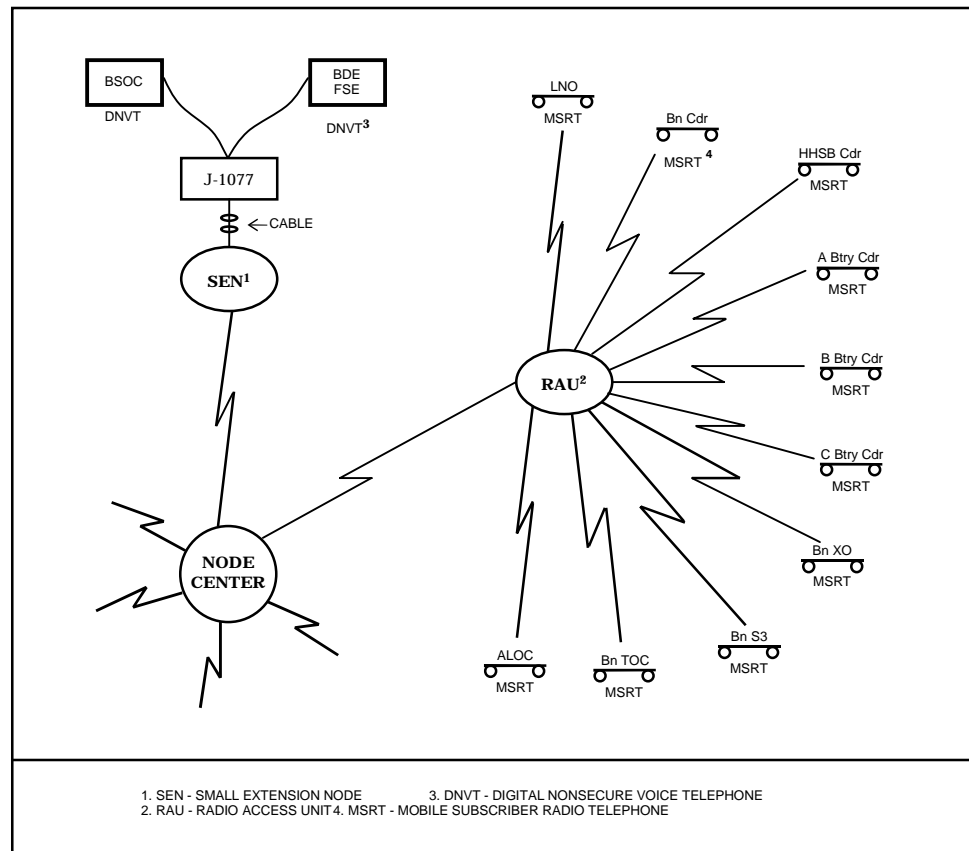 BSOC
DNVT
BDE
FSE
DNVT³
J-1077
CABLE
SEN¹
NODE
CENTER
RAU²
LNO
MSRT
Bn Cdr
MSRT ⁴
HHSB Cdr
MSRT
A Btry Cdr
MSRT
B Btry Cdr
MSRT
C Btry Cdr
MSRT
Bn XO
MSRT
Bn S3
MSRT
Bn TOC
MSRT
ALOC
MSRT
1. SEN - SMALL EXTENSION NODE 3. DNVT - DIGITAL NONSECURE VOICE TELEPHONE
2. RAU - RADIO ACCESS UNIT4. MSRT - MOBILE SUBSCRIBER RADIO TELEPHONE